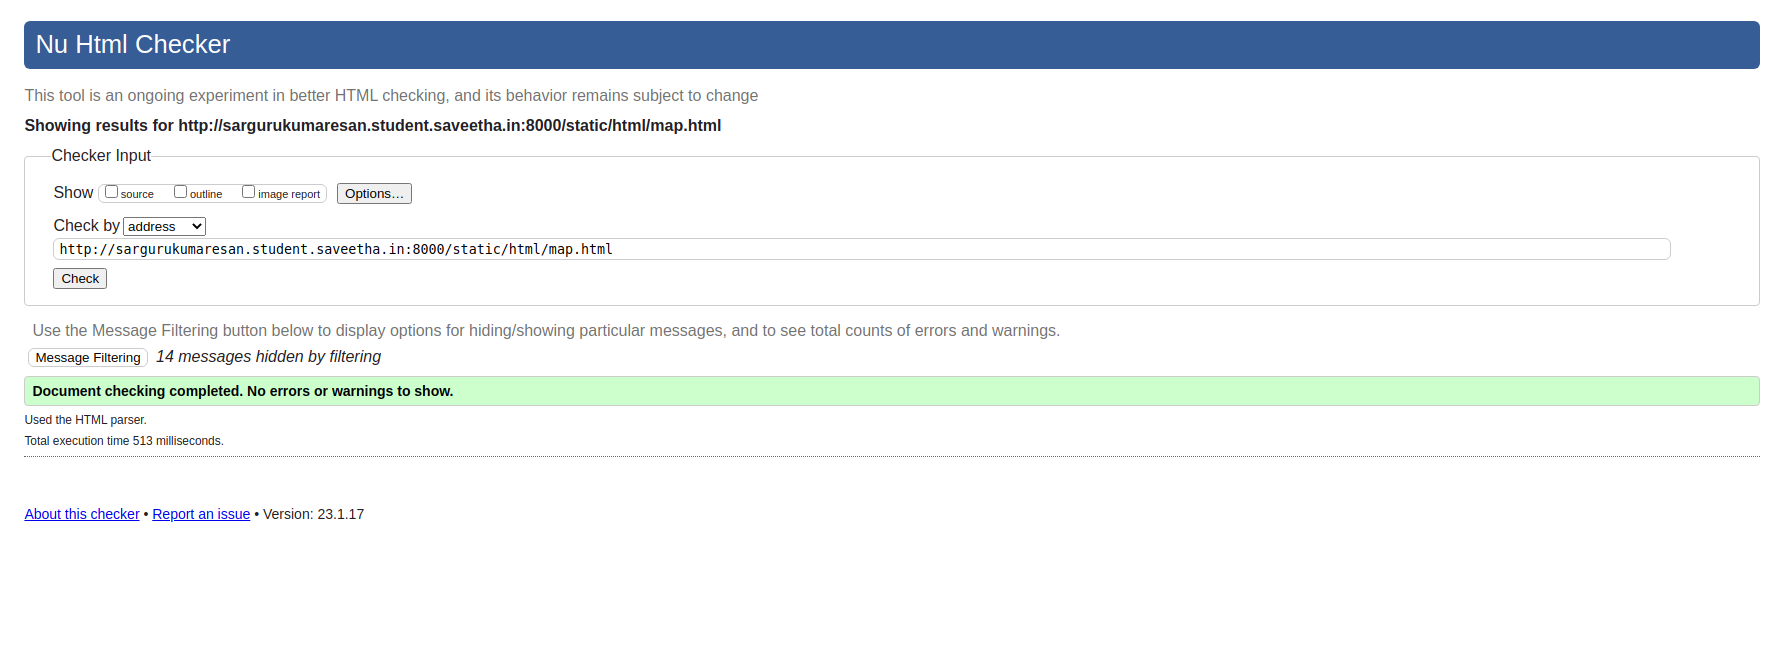 Nu Html Checker
This tool is an ongoing experiment in better HTML checking, and its behavior remains subject to change
Showing results for http://sargurukumaresan.student.saveetha.in:8000/static/html/map.html
Checker Input
Show source outline image report Options...
Check by address
http://sargurukumaresan.student.saveetha.in:8000/static/html/map.html
Check
Use the Message Filtering button below to display options for hiding/showing particular messages, and to see total counts of errors and warnings.
Message Filtering 14 messages hidden by filtering
Document checking completed. No errors or warnings to show.
Used the HTML parser.
Total execution time 513 milliseconds.
About this checker • Report an issue • Version: 23.1.17